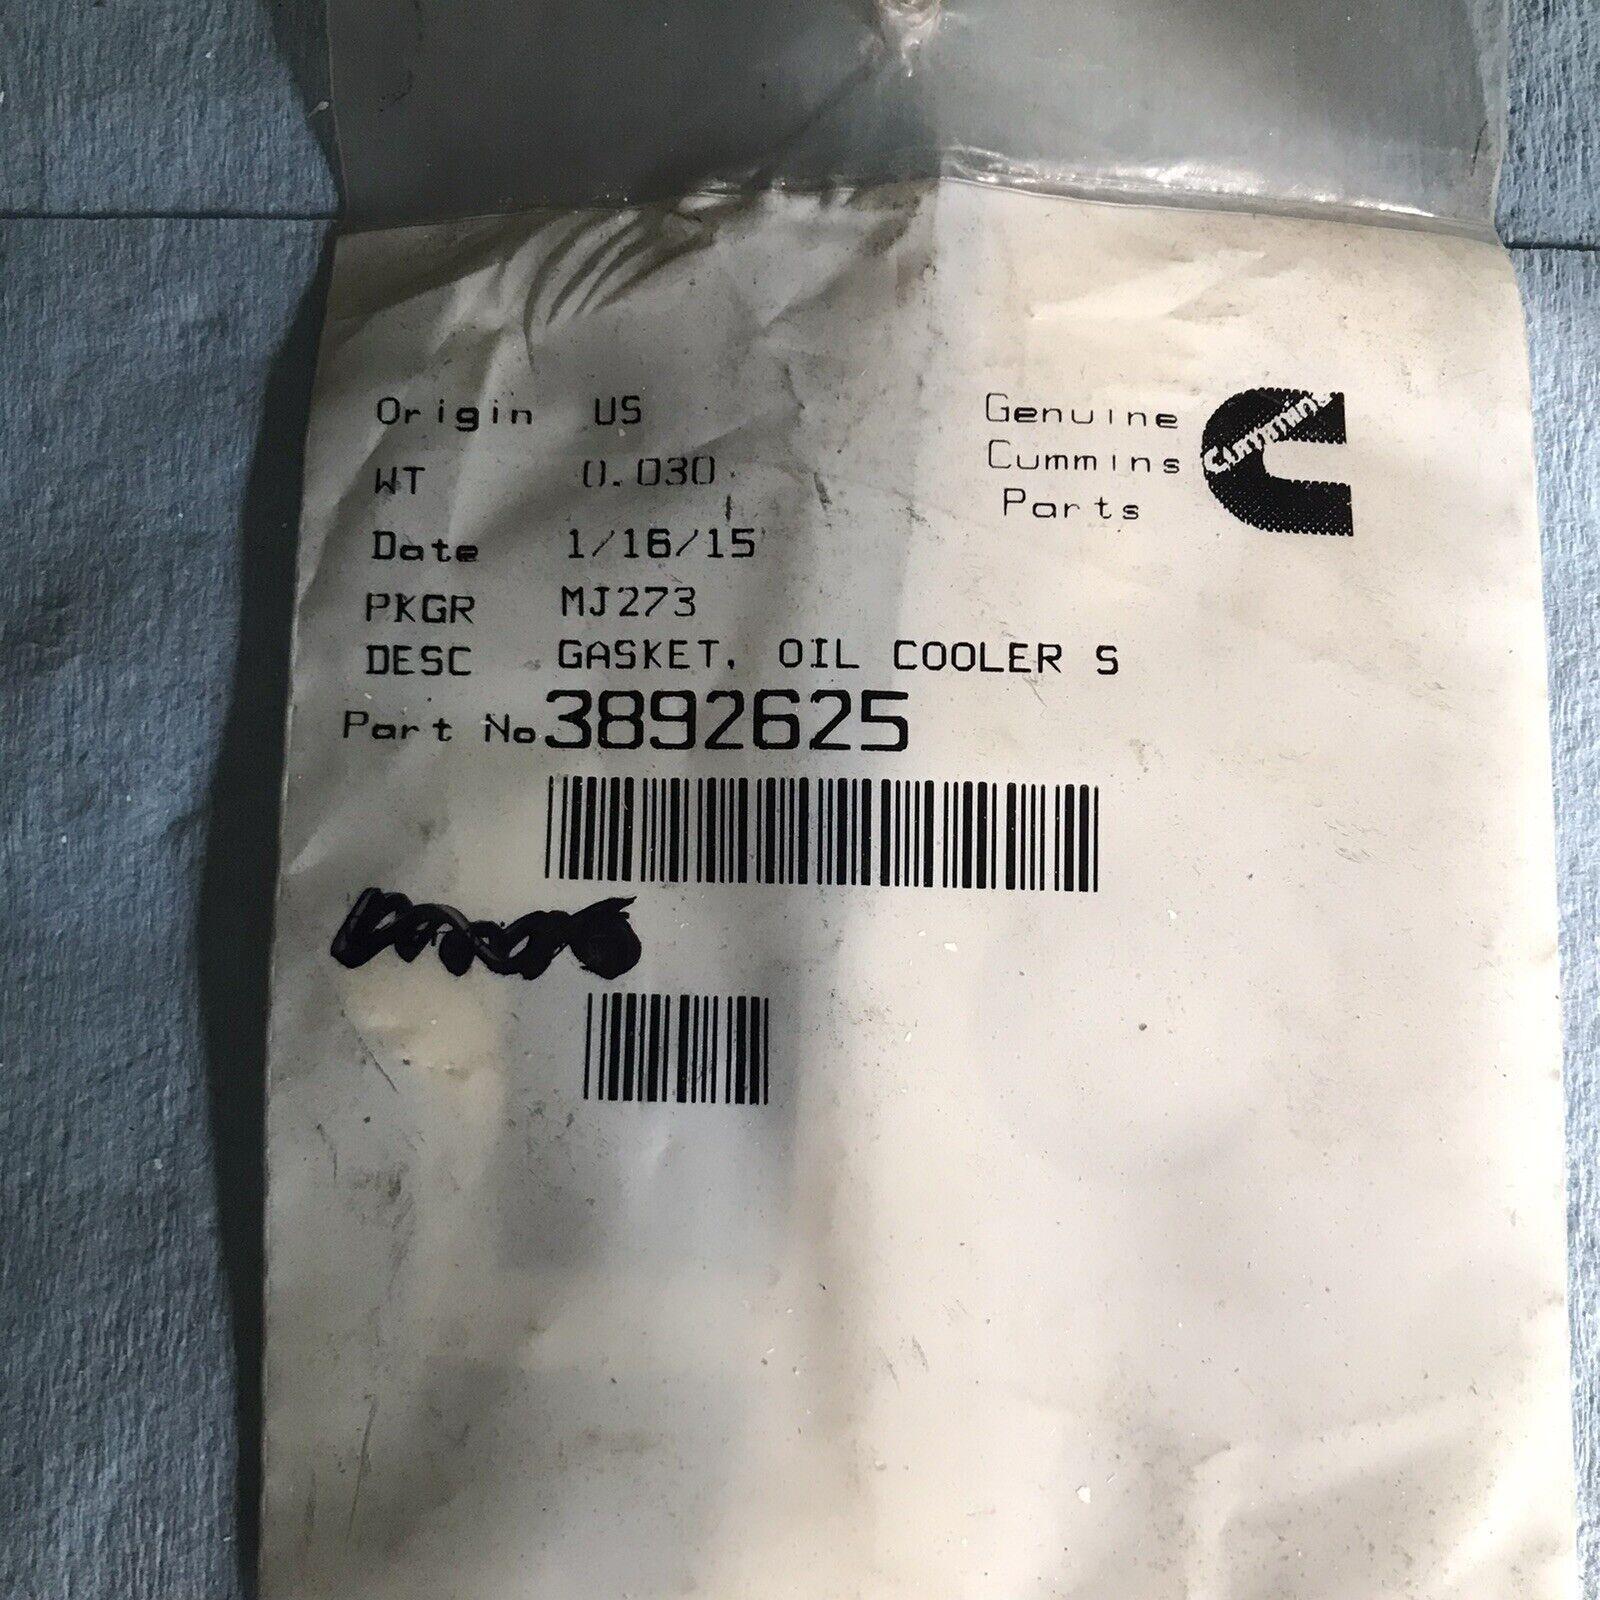 Origin US
WT 0.030
Date 1/16/15
PKGR MJ273
DESC GASKET, OIL COOLER S
Part No 3892625
Genuine
Cummins
Parts
Cummins